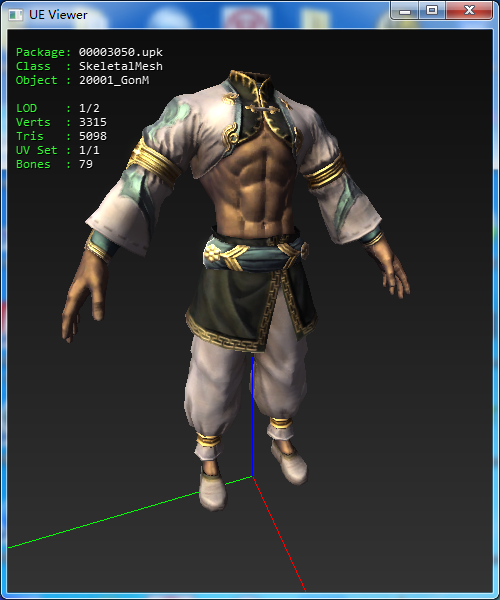 UE Viewer
Package: 00003050.upk
Class : SkeletalMesh
Object : 20001_GonM
LOD : 1/2
Verts : 3315
Tris : 5098
UV Set : 1/1
Bones : 79